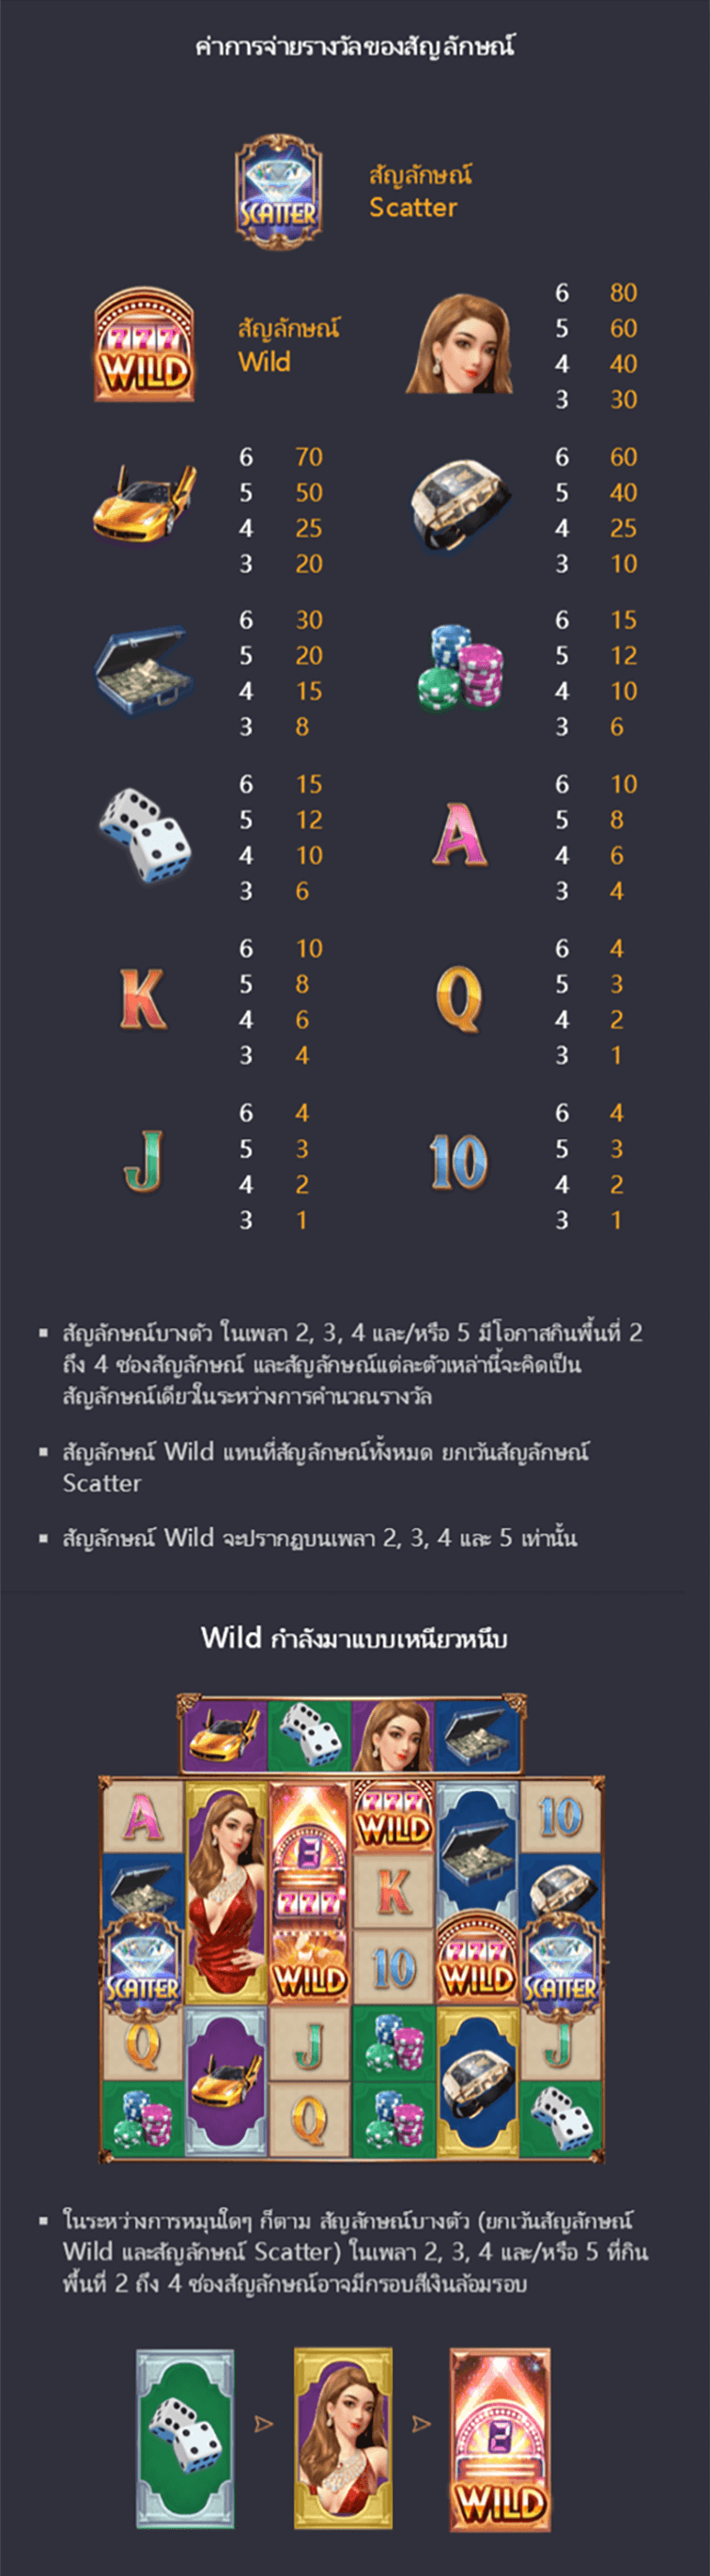 ค่าการจ่ายรางวัลของสัญลักษณ์
SCATTER
สัญลักษณ์
Scatter
777
WILD
สัญลักษณ์
Wild
6 80
5 60
4 40
3 30
6 70
5 50
4 25
3 20
6 60
5 40
4 25
3 10
6 30
5 20
4 15
3 8
6 15
5 12
4 10
3 6
6 15
5 12
4 10
3 6
A
6 10
5 8
4 6
3 4
K
6 10
5 8
4 6
3 4
Q
6 4
5 3
4 2
3 1
J
6 4
5 3
4 2
3 1
10
6 4
5 3
4 2
3 1
สัญลักษณ์บางตัว ในเพลา 2, 3, 4 และ/หรือ 5 มีโอกาสกินพื้นที่ 2
ถึง 4 ช่องสัญลักษณ์ และสัญลักษณ์แต่ละตัวเหล่านี้จะคิดเป็น
สัญลักษณ์เดียวในระหว่างการคำนวณรางวัล
สัญลักษณ์ Wild แทนที่สัญลักษณ์ทั้งหมด ยกเว้นสัญลักษณ์
Scatter
สัญลักษณ์ Wild จะปรากฏบนเพลา 2, 3, 4 และ 5 เท่านั้น
Wild กำลังมาแบบเหนียวหนึบ
A
3
777
WILD
777
WILD
10
K
SCATTER
10
777
WILD
SCATTER
Q
J
J
Q
ในระหว่างการหมุนใดๆ ก็ตาม สัญลักษณ์บางตัว (ยกเว้นสัญลักษณ์
Wild และสัญลักษณ์ Scatter) ในเพลา 2, 3, 4 และ/หรือ 5 ที่กิน
พื้นที่ 2 ถึง 4 ช่องสัญลักษณ์อาจมีกรอบสีเงินล้อมรอบ
2
WILD